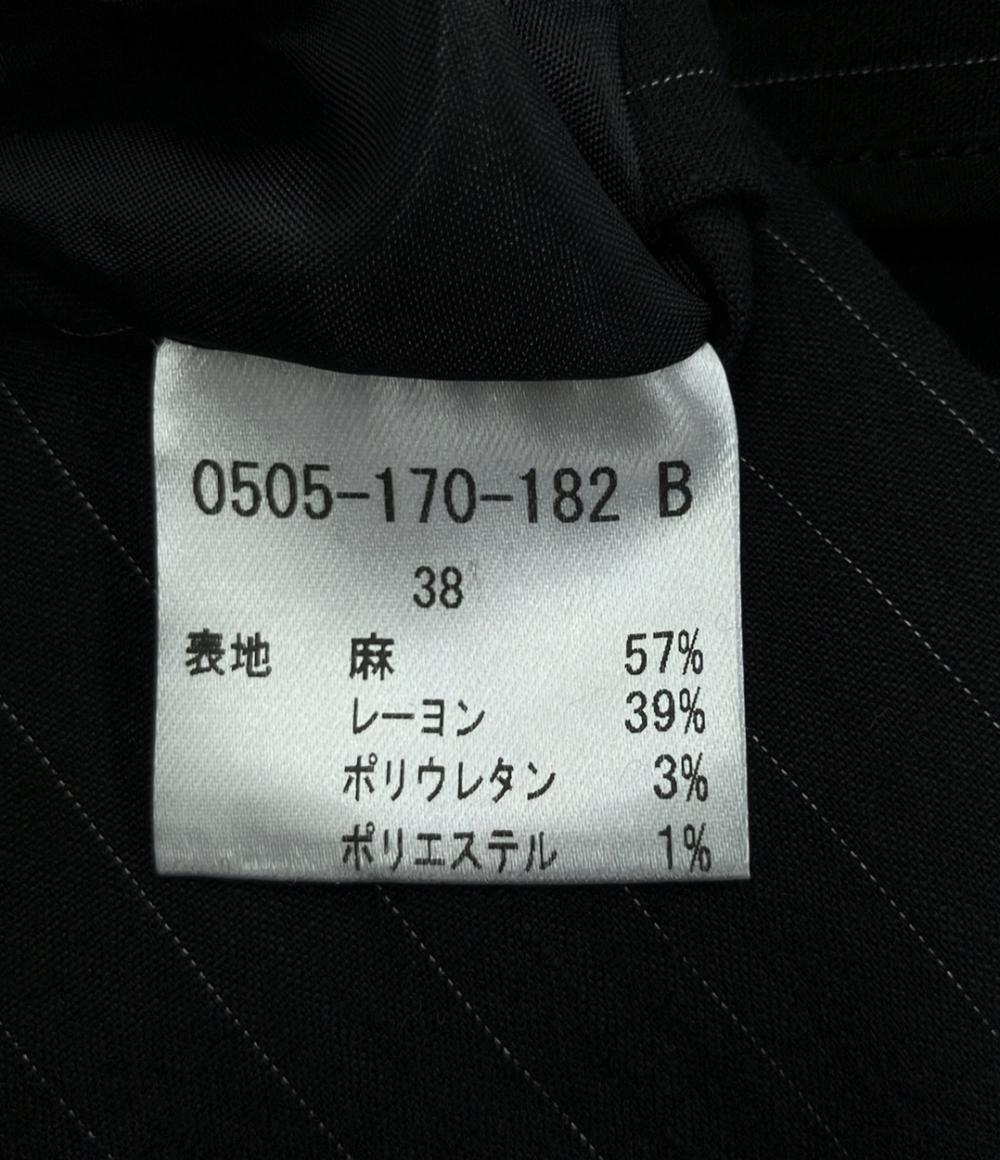 0505-170-182 B
38
表地 麻 57%
レーヨン 39%
ポリウレタン 3%
ポリエステル 1%